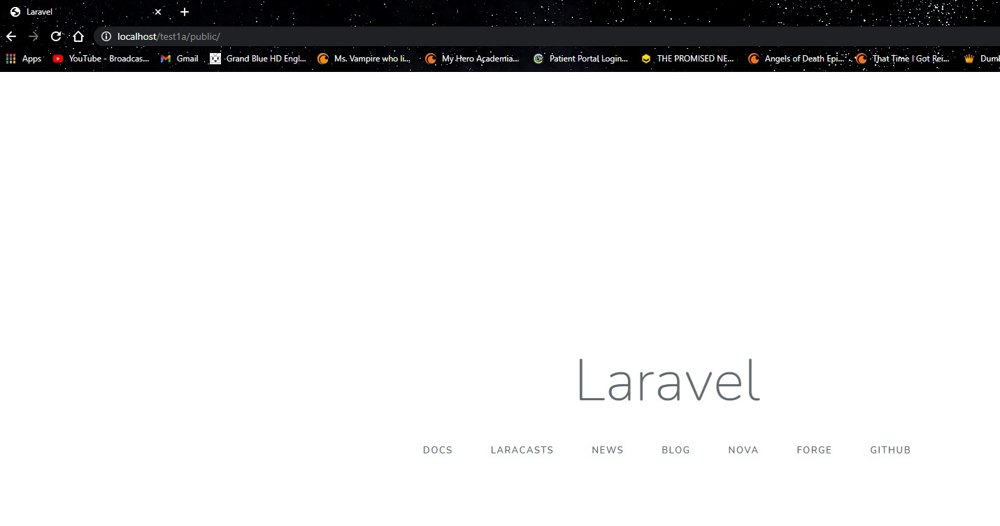 Laravel
localhost/test1a/public/
Apps YouTube - Broadcas... Gmail Grand Blue HD Engl... Ms. Vampire who li... My Hero Academia... Patient Portal Login... THE PROMISED NE... Angels of Death Epi... That Time I Got Rei... Dumb
Laravel
DOCS LARACASTS NEWS BLOG NOVA FORGE GITHUB